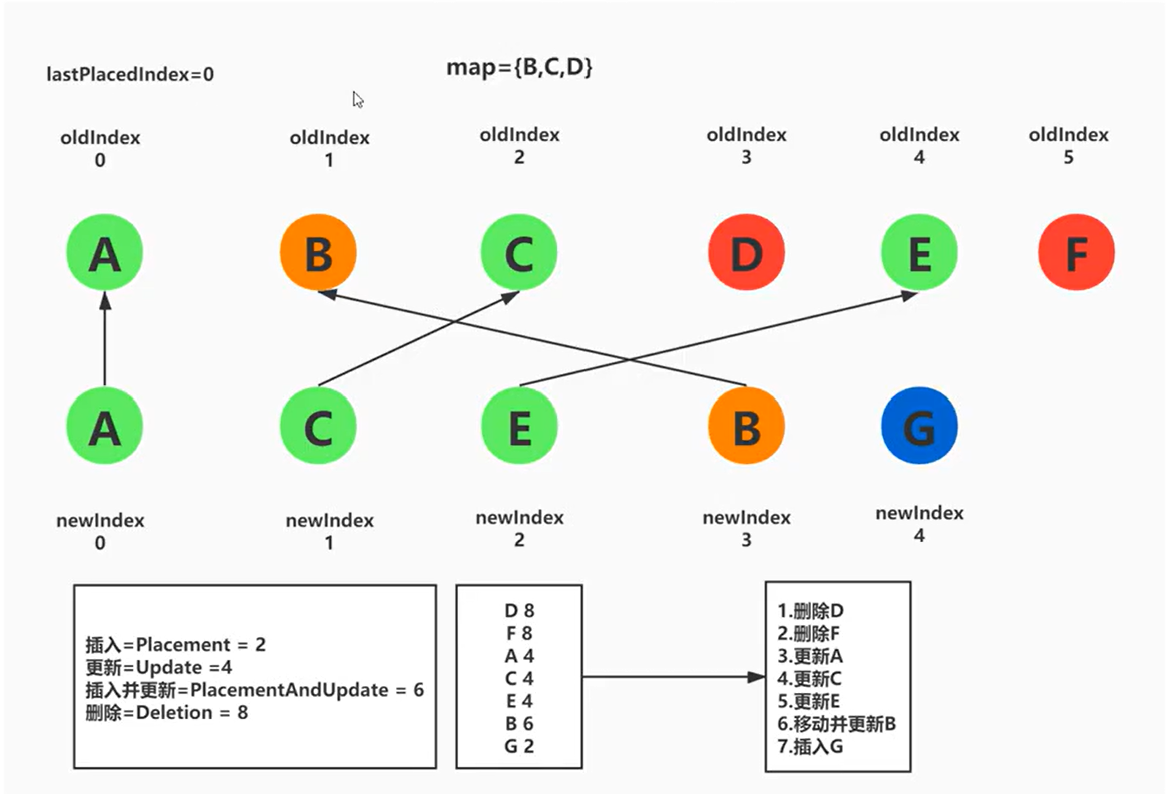 lastPlacedIndex=0
map={B,C,D}
oldIndex
0
oldIndex
1
oldIndex
2
oldIndex
3
oldIndex
4
oldIndex
5
A
B
C
D
E
F
A
C
E
B
G
newIndex
0
newIndex
1
newIndex
2
newIndex
3
newIndex
4
插入=Placement = 2
更新=Update =4
插入并更新=PlacementAndUpdate = 6
删除=Deletion = 8
D 8
F 8
A 4
C 4
E 4
B 6
G 2
1.删除D
2.删除F
3.更新A
4.更新C
5.更新E
6.移动并更新B
7.插入G